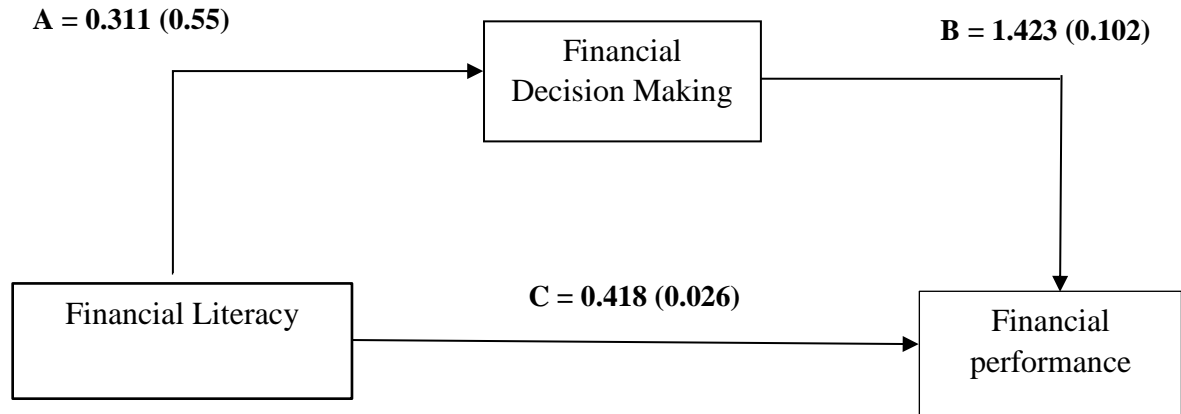 A = 0.311 (0.55)
B = 1.423 (0.102)
Financial
Decision Making
C = 0.418 (0.026)
Financial Literacy
Financial
performance